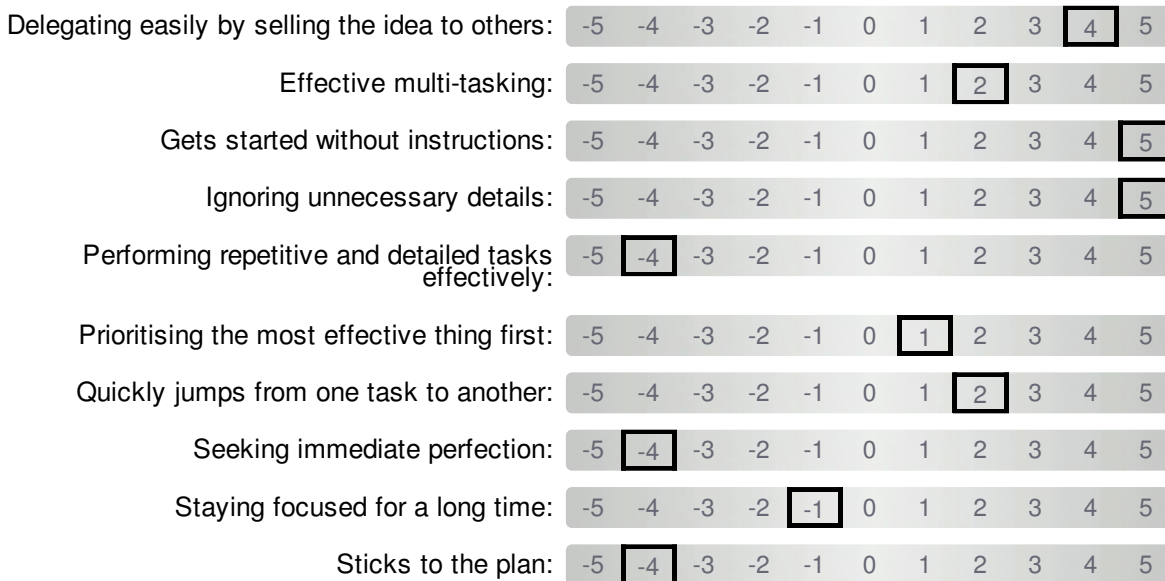 Delegating easily by selling the idea to others: -5 -4 -3 -2 -1 0 1 2 3 4 5
Effective multi-tasking: -5 -4 -3 -2 -1 0 1 2 3 4 5
Gets started without instructions: -5 -4 -3 -2 -1 0 1 2 3 4 5
Ignoring unnecessary details: -5 -4 -3 -2 -1 0 1 2 3 4 5
Performing repetitive and detailed tasks -5 -4 -3 -2 -1 0 1 2 3 4 5
effectively:
Prioritising the most effective thing first: -5 -4 -3 -2 -1 0 1 2 3 4 5
Quickly jumps from one task to another: -5 -4 -3 -2 -1 0 1 2 3 4 5
Seeking immediate perfection: -5 -4 -3 -2 -1 0 1 2 3 4 5
Staying focused for a long time: -5 -4 -3 -2 -1 0 1 2 3 4 5
Sticks to the plan: -5 -4 -3 -2 -1 0 1 2 3 4 5